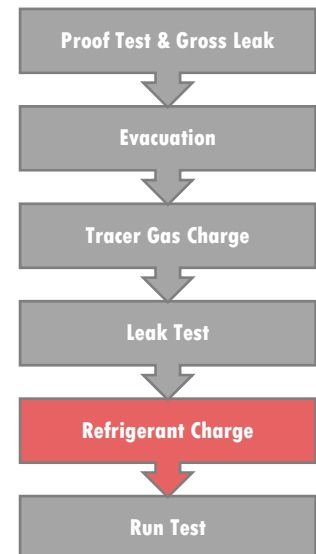 Proof Test & Gross Leak
Evacuation
Tracer Gas Charge
Leak Test
Refrigerant Charge
Run Test